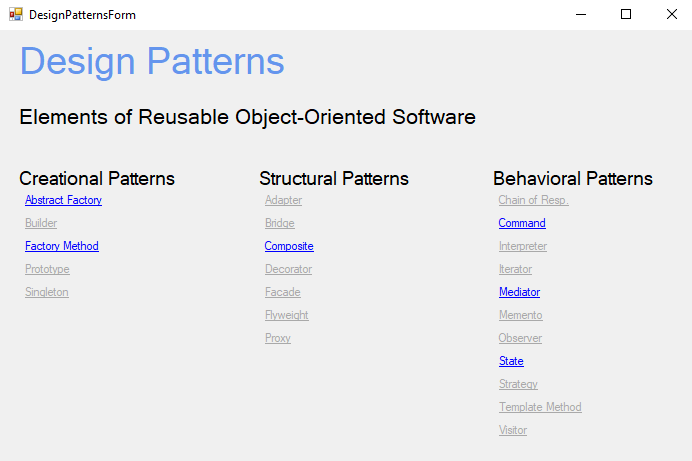 DesignPatternsForm
Design Patterns
Elements of Reusable Object-Oriented Software
Creational Patterns
Abstract Factory
Builder
Factory Method
Prototype
Singleton
Structural Patterns
Adapter
Bridge
Composite
Decorator
Facade
Flyweight
Proxy
Behavioral Patterns
Chain of Resp.
Command
Interpreter
Iterator
Mediator
Memento
Observer
State
Strategy
Template Method
Visitor